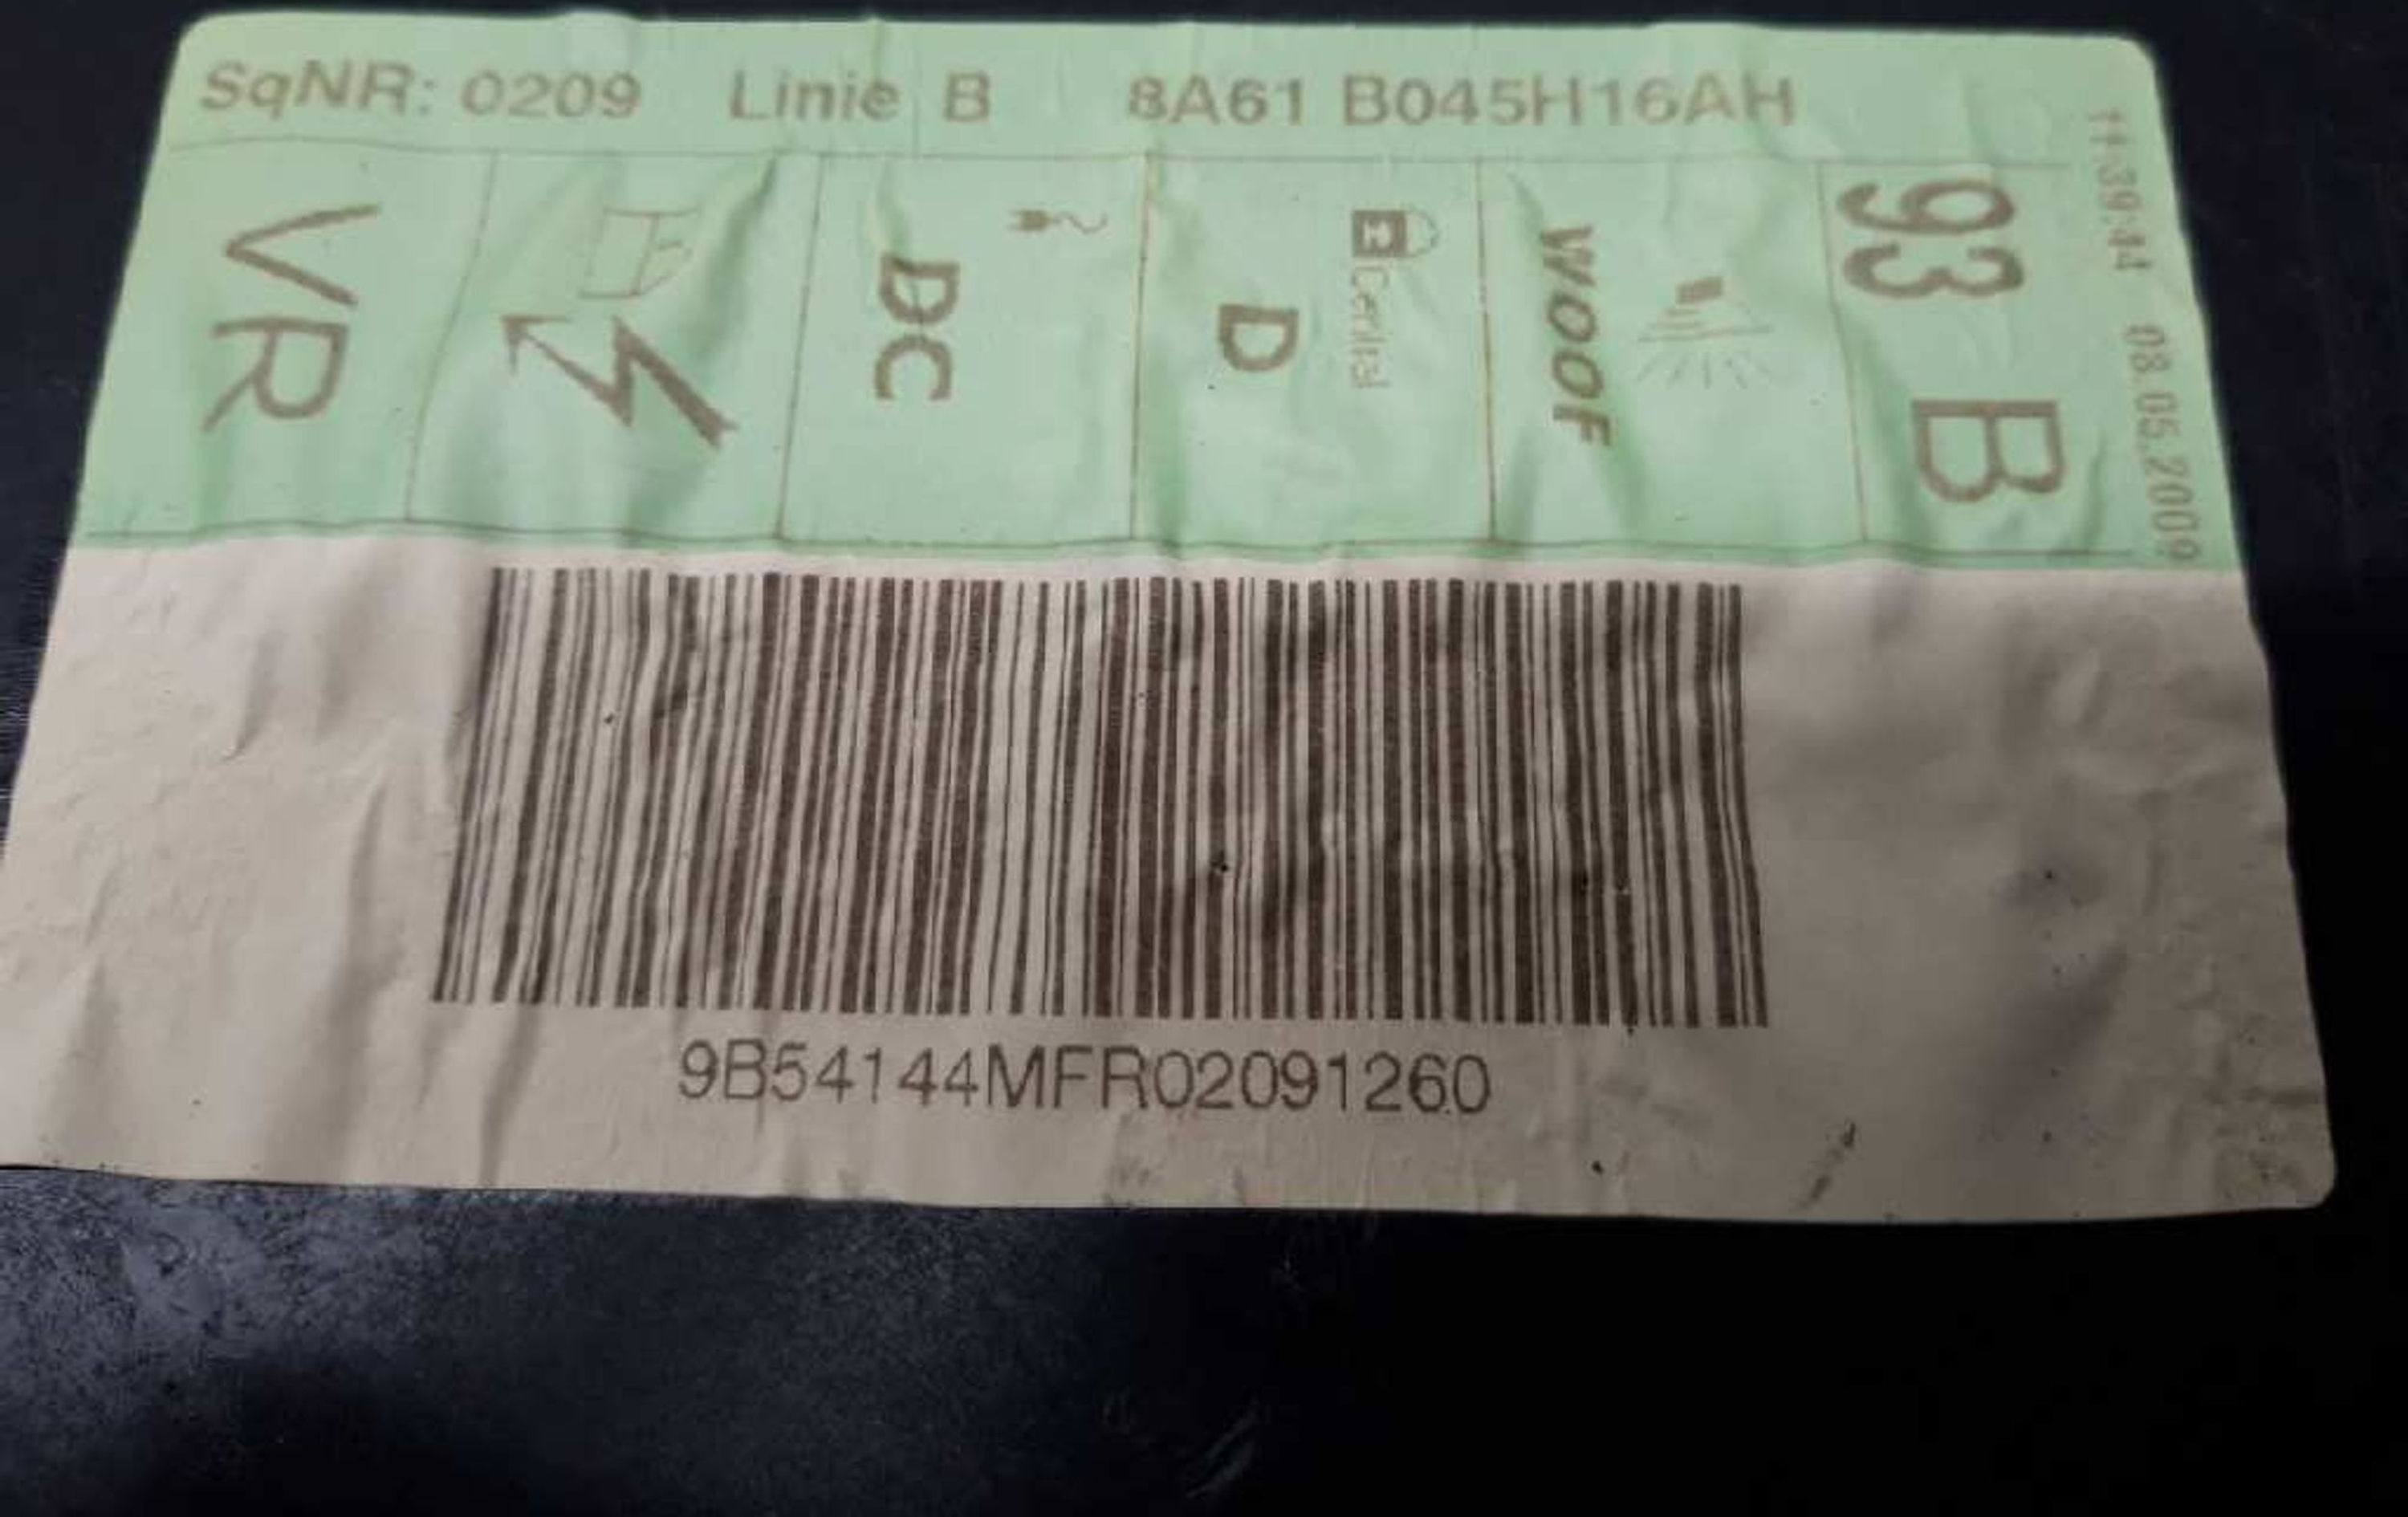 SqNR: 0209 Linie B 8A61 B045H16AH
VR
DC
D
Central
WOOF
93 B
11:39:44 08.05.2009
9B54144MFR02091260